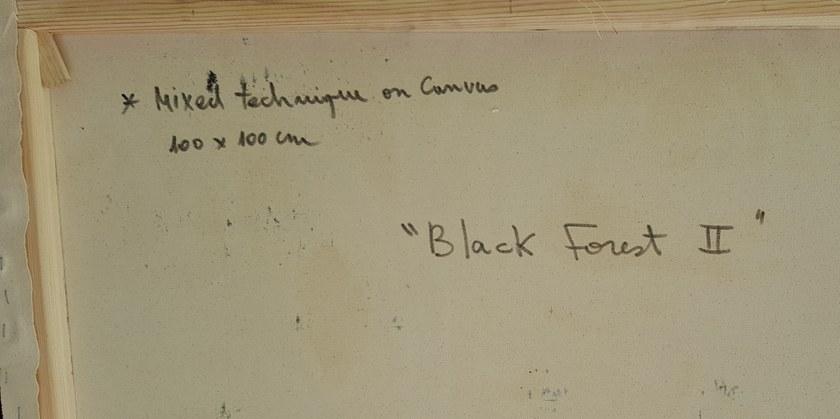 * Mixed technique on Canvas
100 x 100 cm
"Black Forest II"